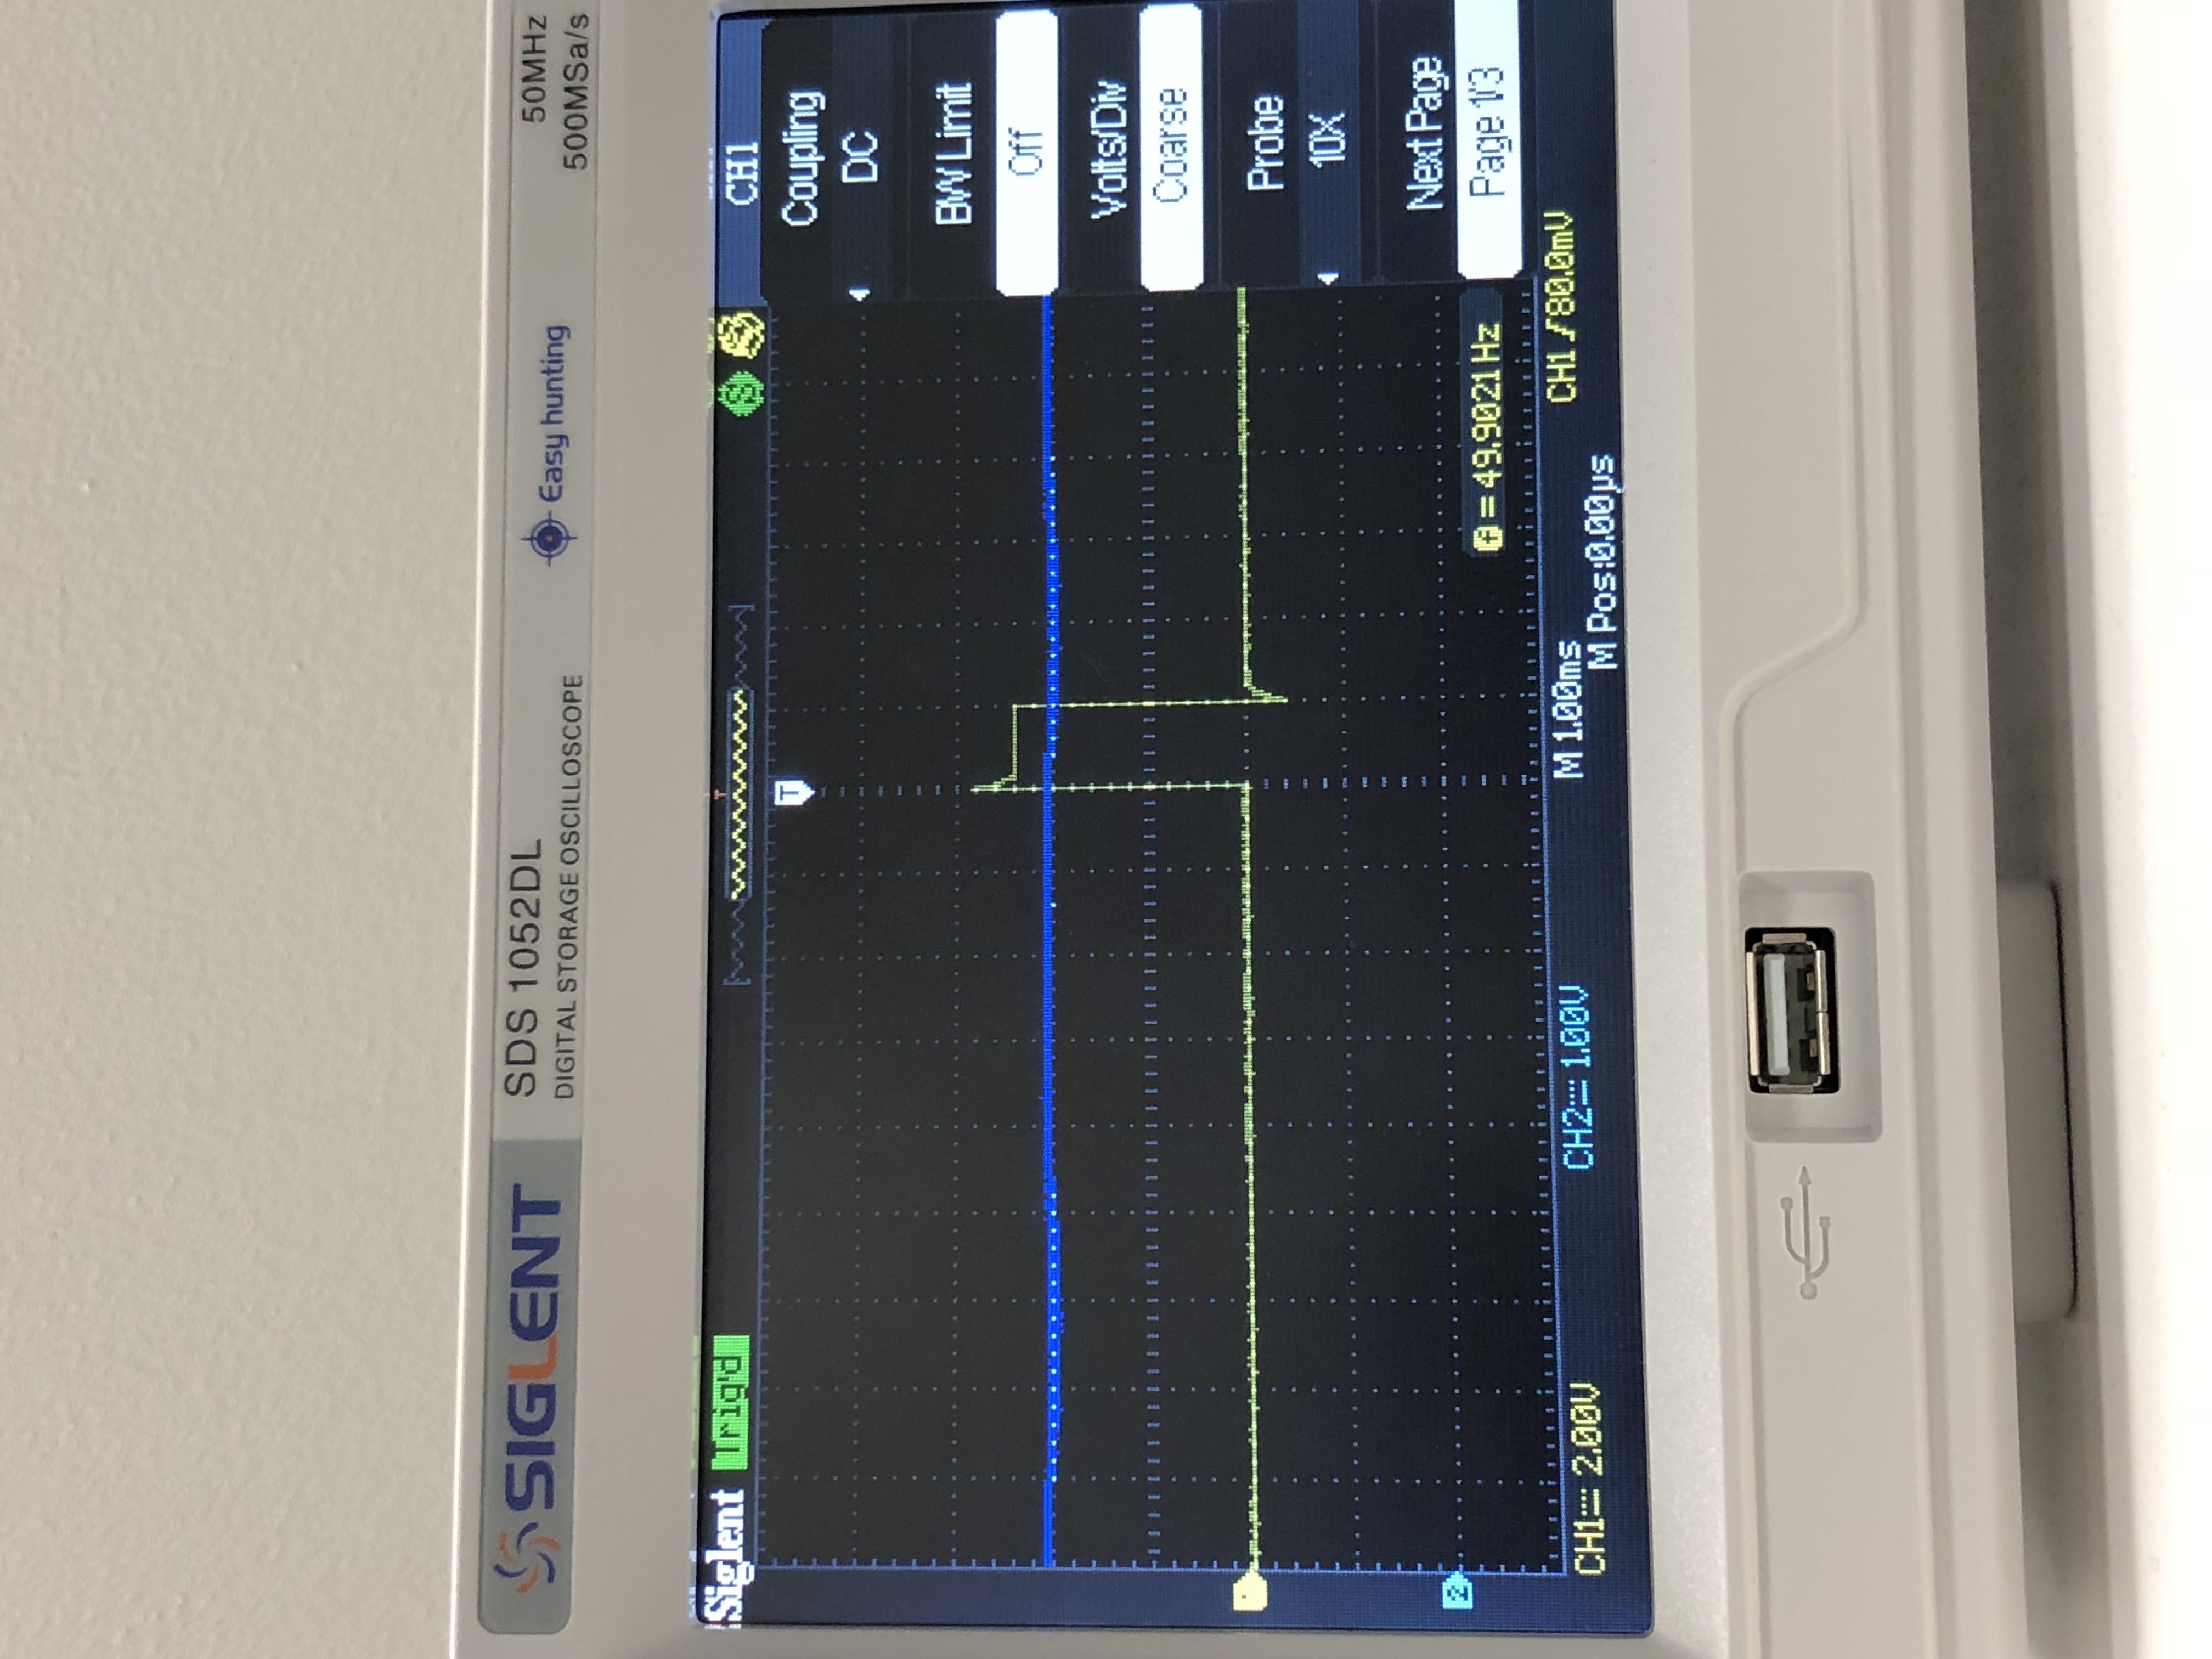 SIGLENT
SDS 1052DL
DIGITAL STORAGE OSCILLOSCOPE
Easy hunting
50MHz
500MSa/s
Siglent Trig'd
T
CH1
Coupling
DC
BW Limit
Off
Volts/Div
Coarse
Probe
10X
Next Page
Page 1/3
2
= 49.9021Hz
CH1 2.00V CH2 1.00V M 1.00ms CH1 80.0mV
M Pos:0.00µs